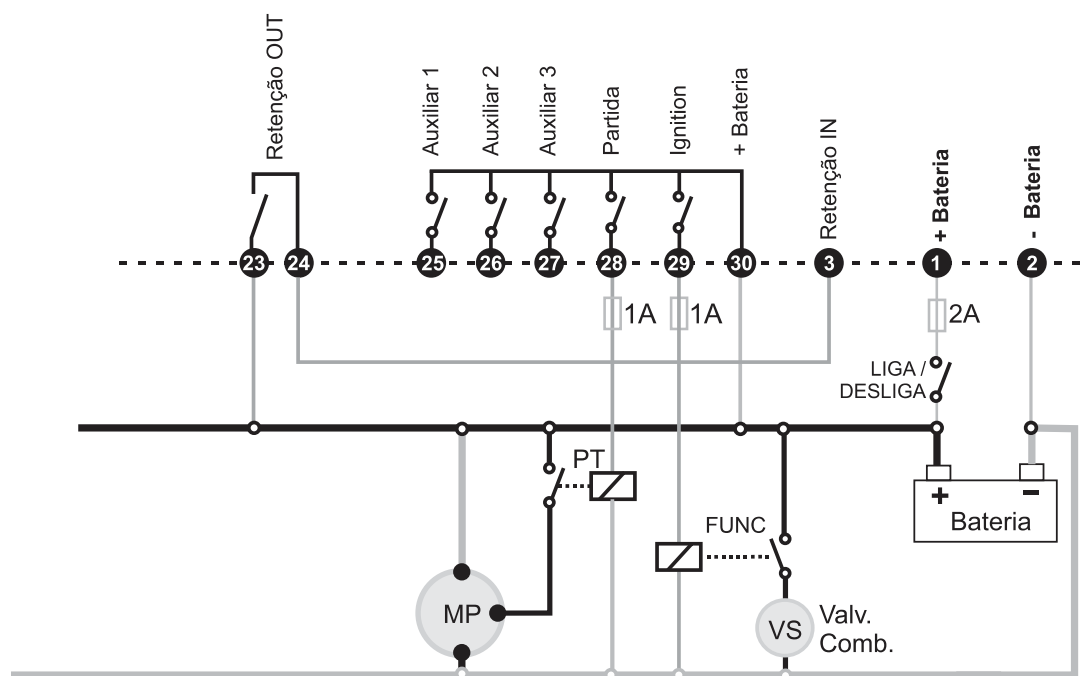 Retenção OUT
Auxiliar 1
Auxiliar 2
Auxiliar 3
Partida
Ignition
+ Bateria
Retenção IN
+ Bateria
- Bateria
23
24
25
26
27
28
29
30
3
1
2
1A
1A
2A
LIGA /
DESLIGA
PT
FUNC
+
-
Bateria
MP
VS
Valv.
Comb.